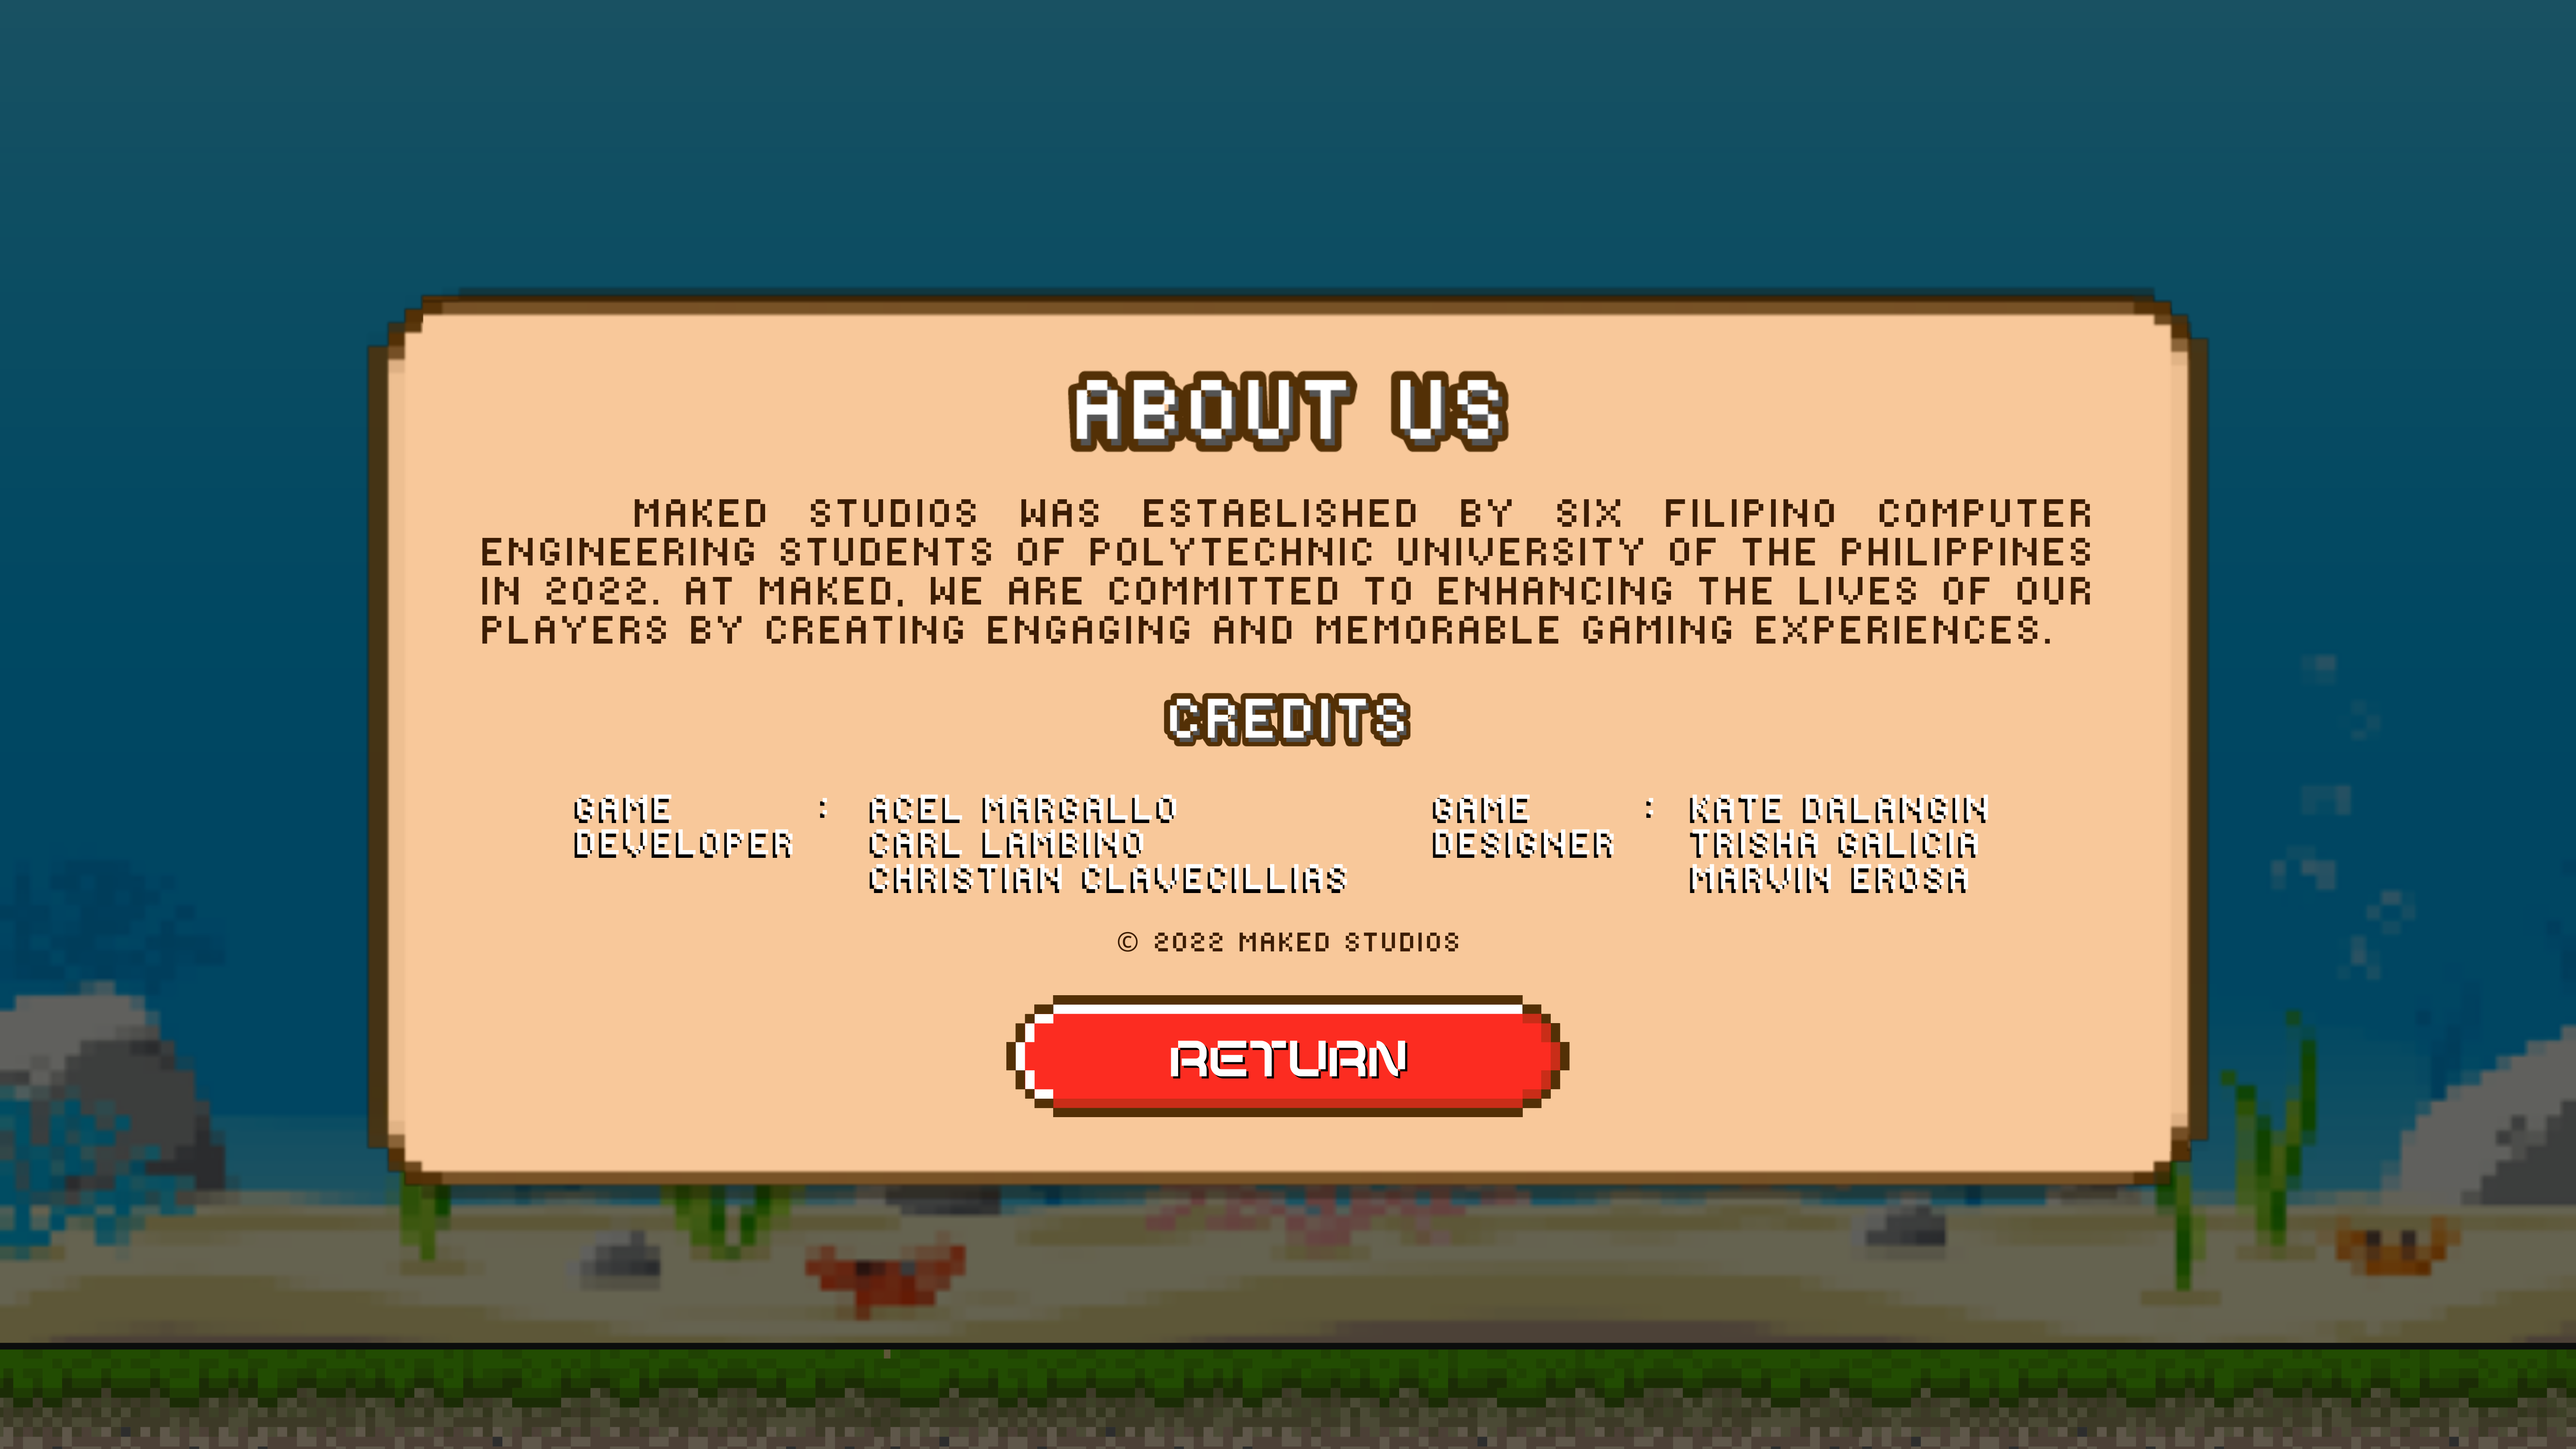 ABOUT US
MAKED STUDIOS WAS ESTABLISHED BY SIX FILIPINO COMPUTER
ENGINEERING STUDENTS OF POLYTECHNIC UNIVERSITY OF THE PHILIPPINES
IN 2022. AT MAKED, WE ARE COMMITTED TO ENHANCING THE LIVES OF OUR
PLAYERS BY CREATING ENGAGING AND MEMORABLE GAMING EXPERIENCES.
CREDITS
GAME : ACEL MARGALLO
DEVELOPER CARL LAMBINO
CHRISTIAN CLAVECILLIAS
GAME : KATE DALANGIN
DESIGNER TRISHA GALICIA
MARVIN EROSA
© 2022 MAKED STUDIOS
RETURN